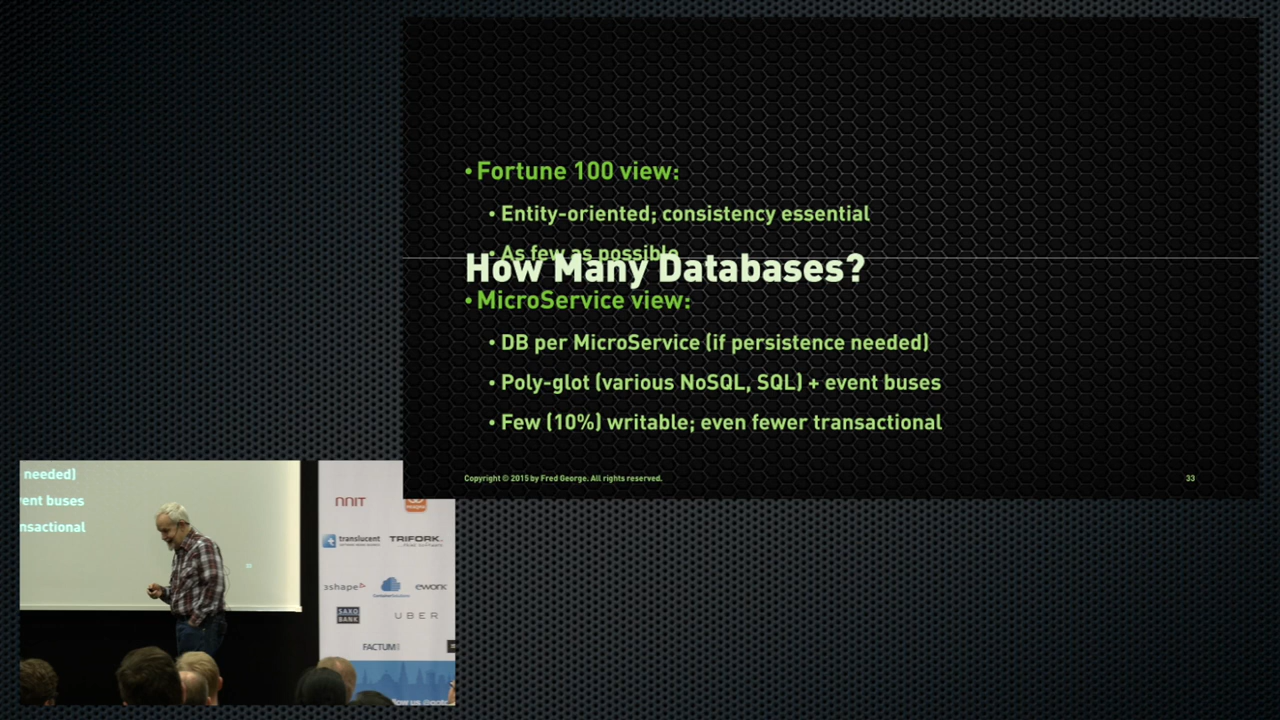 • Fortune 100 view:
• Entity-oriented; consistency essential
• As few as possible
How Many Databases?
• MicroService view:
• DB per MicroService (if persistence needed)
• Poly-glot (various NoSQL, SQL) + event buses
• Few (10%) writable; even fewer transactional
Copyright © 2015 by Fred George. All rights reserved.
33
needed)
ent buses
nsactional
nnit
translucent
TRIFORK.
3shape
ework
SAXO
BANK
UBER
FACTUM